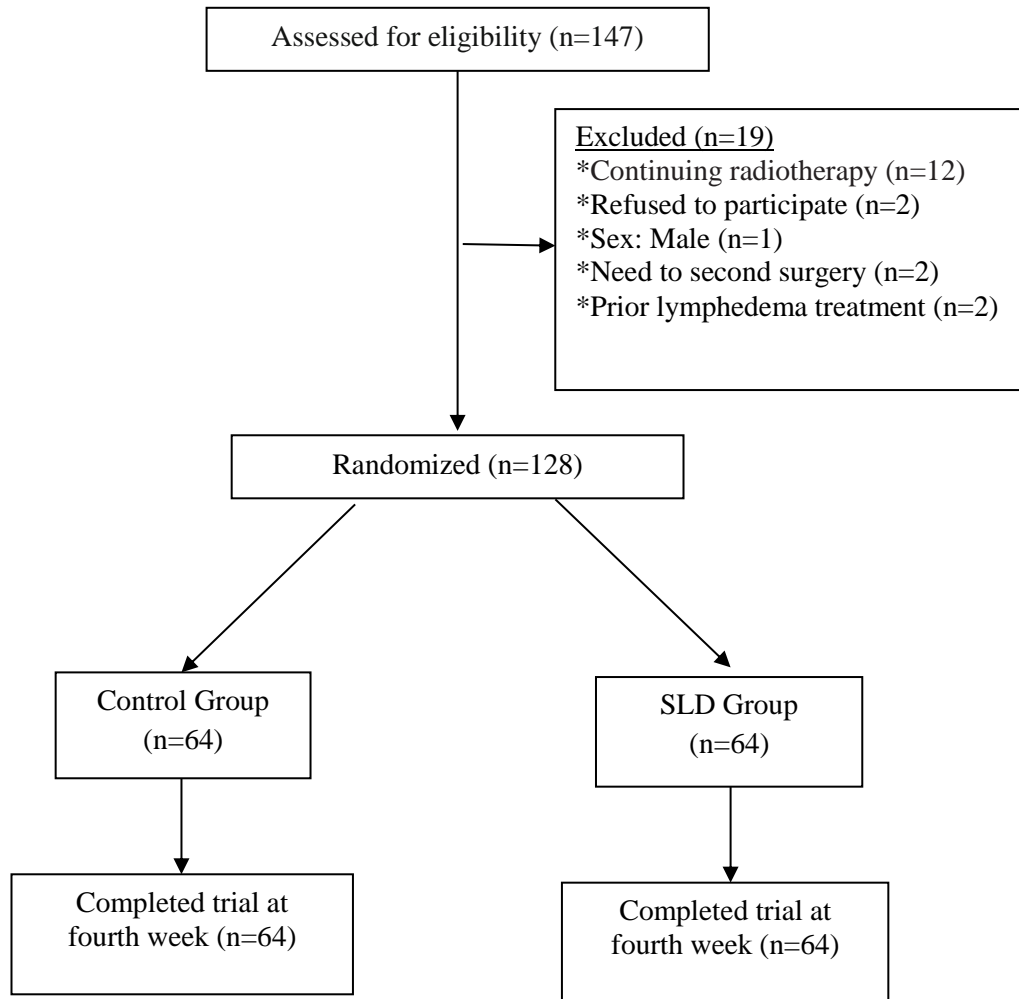 Assessed for eligibility (n=147)
Excluded (n=19)
*Continuing radiotherapy (n=12)
*Refused to participate (n=2)
*Sex: Male (n=1)
*Need to second surgery (n=2)
*Prior lymphedema treatment (n=2)
Randomized (n=128)
Control Group
(n=64)
SLD Group
(n=64)
Completed trial at
fourth week (n=64)
Completed trial at
fourth week (n=64)